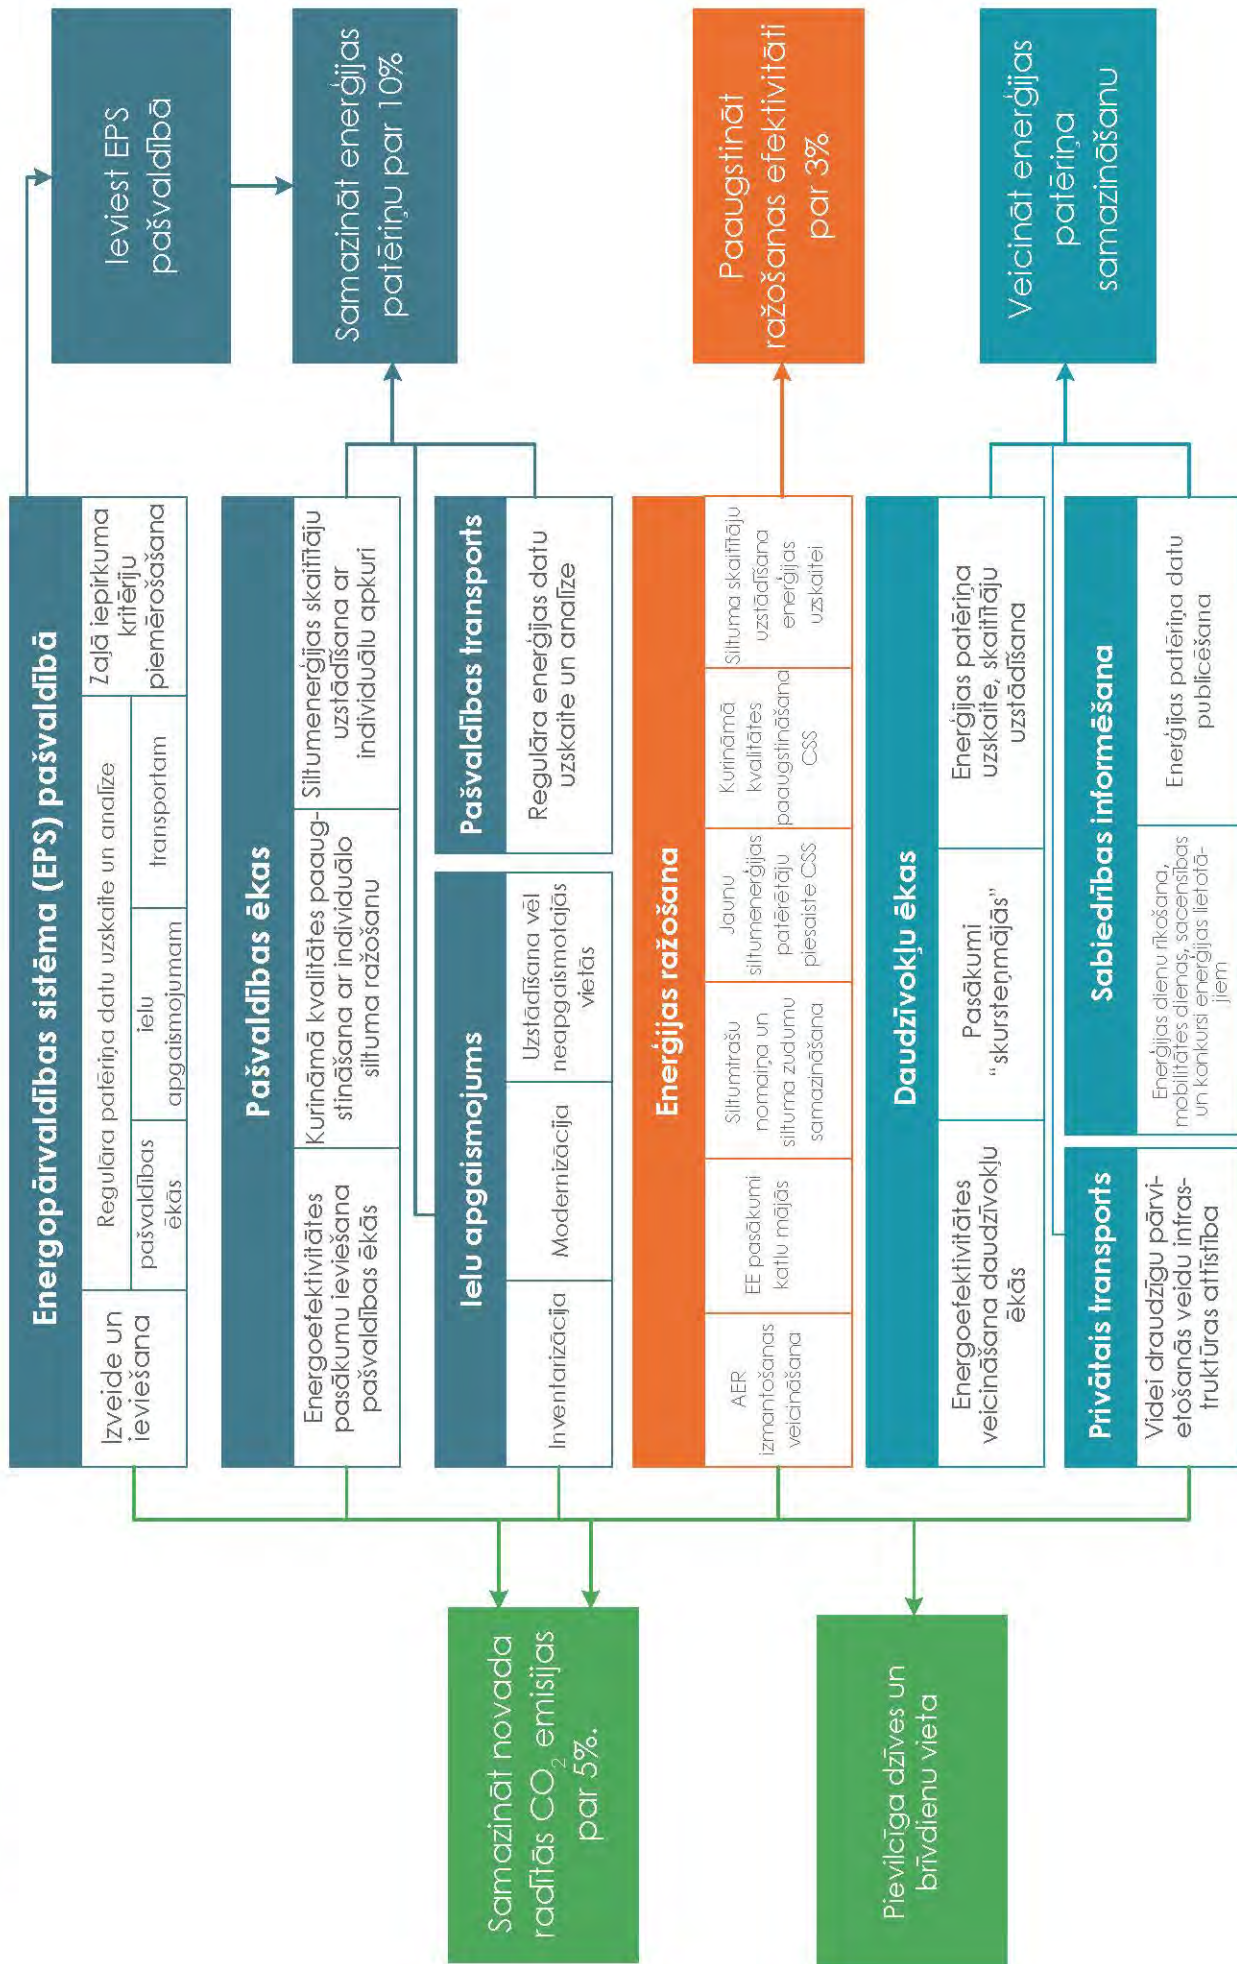 Ieviest EPS
pašvaldībā
Samazināt enerģijas
patēriņu par 10%
Paaugstināt
ražošanas efektivitāti
par 3%
Veicināt enerģijas
patēriņa
samazināšanu
Energopārvaldības sistēma (EPS) pašvaldībā
Izveide un
ieviešana
Regulāra patēriņa datu uzskaite un analīze
pašvaldības
ēkās
ielu
apgaismojumam
transportam
Zaļā iepirkuma
kritēriju
piemērošašana
Pašvaldības ēkas
Energoefektivitātes
pasākumu ieviešana
pašvaldības ēkās
Kurināmā kvalitātes paaug-
stināšana ar individuālo
siltuma ražošanu
Siltumenerģijas skaitītāju
uzstādīšana ar
individuālu apkuri
Ielu apgaismojums
Inventarizācija
Modernizācija
Uzstādīšana vēl
neapgaismotajās
vietās
Pašvaldības transports
Regulāra enerģijas datu
uzskaite un analīze
Enerģijas ražošana
AER
izmantošanas
veicināšana
EE pasākumi
katlu mājās
Siltumtrašu
nomaiņa un
siltuma zudumu
samazināšana
Jaunu
siltumenerģijas
patērētāju
piesaiste CSS
Kurināmā
kvalitātes
paaugstināšana
CSS
Siltuma skaitītāju
uzstādīšana
enerģijas
uzskaitei
Daudzīvokļu ēkas
Energoefektivitātes
veicināšana daudzīvokļu
ēkās
Pasākumi
“skursteņmājās”
Enerģijas patēriņa
uzskaite, skaitītāju
uzstādīšana
Privātais transports
Videi draudzīgu pārvi-
etošanās veidu infras-
truktūras attīstība
Sabiedrības informēšana
Enerģijas dienu rīkošana,
mobilitātes dienas, sacensības
un konkursi enerģijas lietotā-
jiem
Enerģijas patēriņa datu
publicēšana
Samazināt novada
radītās CO₂ emisijas
par 5%.
Pievilcīga dzīves un
brīvdienu vieta